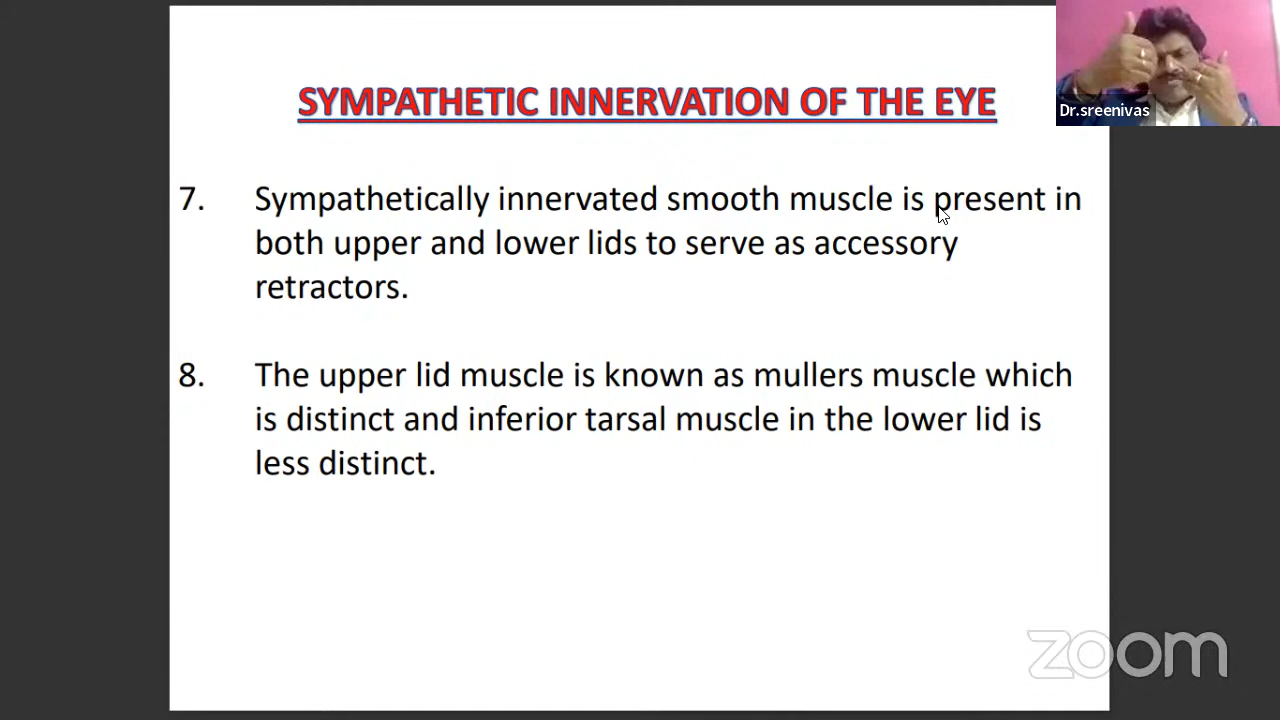 SYMPATHETIC INNERVATION OF THE EYE
Dr.sreenivas
7. Sympathetically innervated smooth muscle is present in
both upper and lower lids to serve as accessory
retractors.
8. The upper lid muscle is known as mullers muscle which
is distinct and inferior tarsal muscle in the lower lid is
less distinct.
zoom